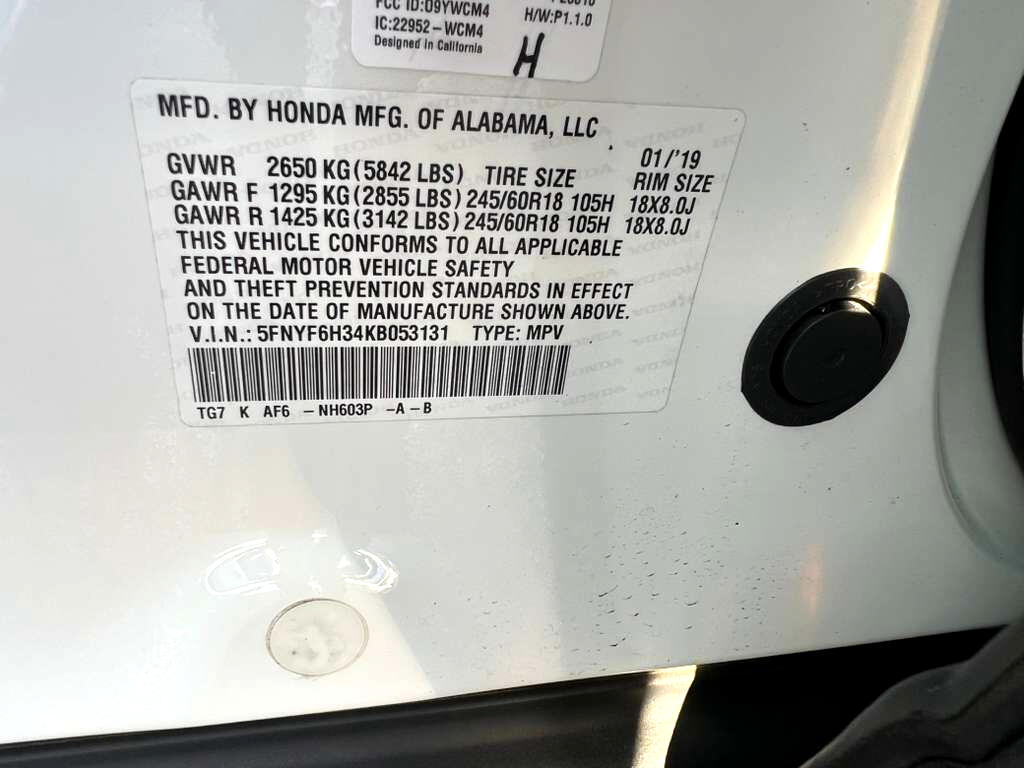 FCC ID:O9YWCM4
H/W:P1.1.0
IC:22952-WCM4
Designed in California
H
MFD. BY HONDA MFG. OF ALABAMA, LLC
01/'19
GVWR 2650 KG(5842 LBS) TIRE SIZE RIM SIZE
GAWR F 1295 KG(2855 LBS) 245/60R18 105H 18X8.0J
GAWR R 1425 KG(3142 LBS) 245/60R18 105H 18X8.0J
THIS VEHICLE CONFORMS TO ALL APPLICABLE
FEDERAL MOTOR VEHICLE SAFETY
AND THEFT PREVENTION STANDARDS IN EFFECT
ON THE DATE OF MANUFACTURE SHOWN ABOVE.
V.I.N.: 5FNYF6H34KB053131 TYPE: MPV
TG7 K AF6 -NH603P -A-B